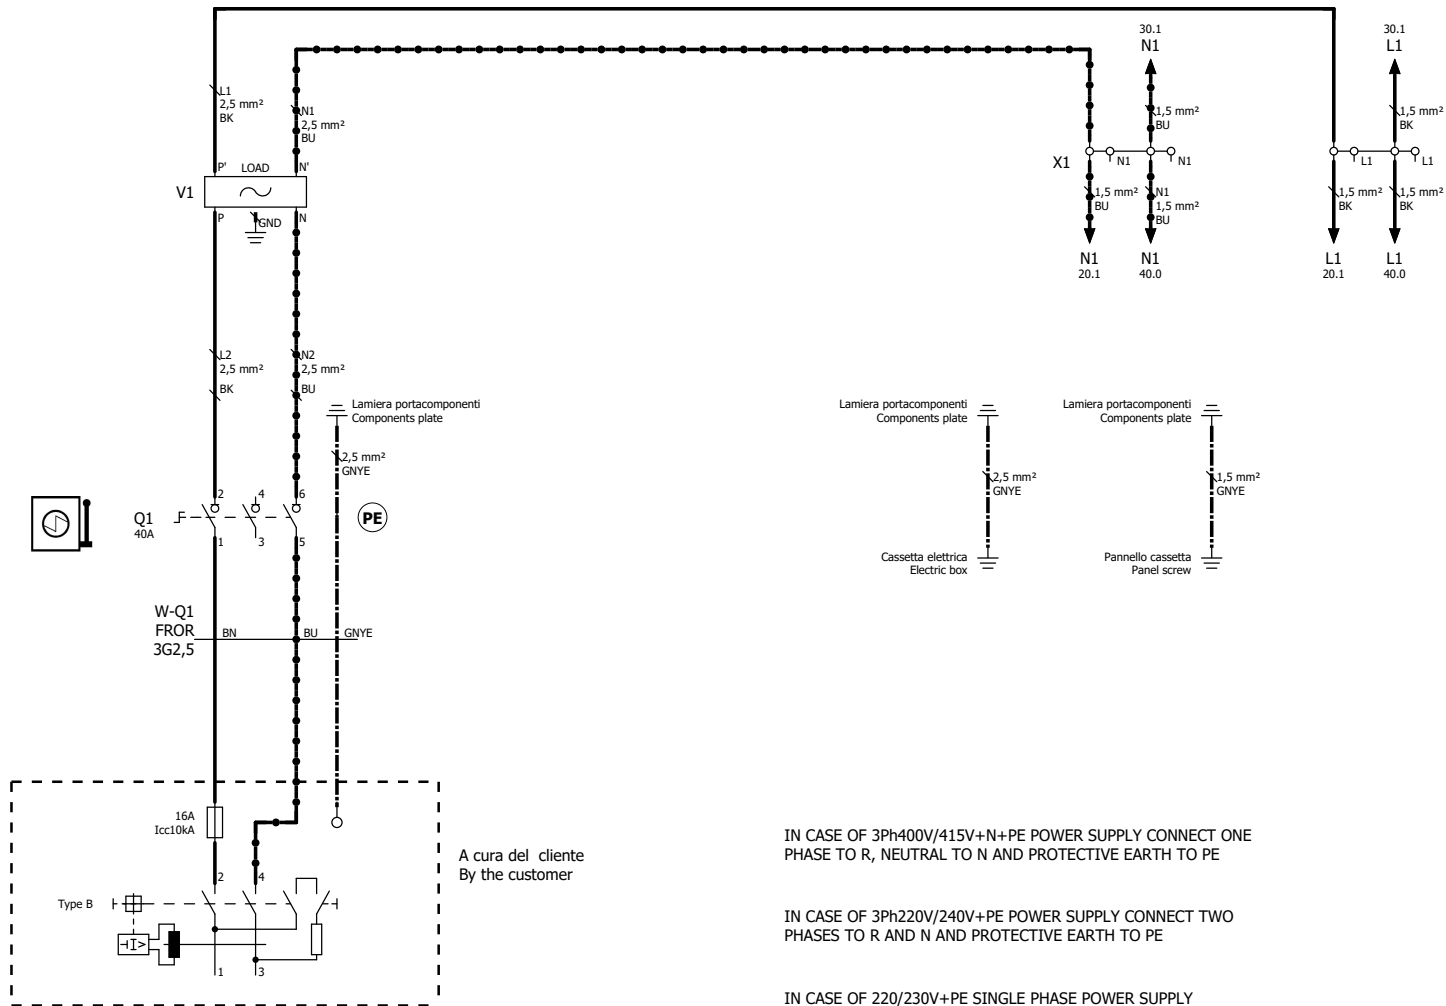 30.1
N1
30.1
L1
L1
2,5 mm²
BK
N1
2,5 mm²
BU
1,5 mm²
BU
1,5 mm²
BK
P'
LOAD
N'
X1
N1
N1
L1
L1
V1
1,5 mm²
BU
N1
1,5 mm²
BU
1,5 mm²
BK
1,5 mm²
BK
P
GND
N
N1
20.1
N1
40.0
L1
20.1
L1
40.0
L2
2,5 mm²
BK
N2
2,5 mm²
BU
Lamiera portacomponenti
Components plate
Lamiera portacomponenti
Components plate
Lamiera portacomponenti
Components plate
2,5 mm²
GNYE
2,5 mm²
GNYE
1,5 mm²
GNYE
2
4
6
Q1
40A
PE
1
3
5
Cassetta elettrica
Electric box
Pannello cassetta
Panel screw
W-Q1
FROR
3G2,5
BN
BU
GNYE
16A
Icc10kA
A cura del cliente
By the customer
2
4
Type B
I>
1
3
IN CASE OF 3Ph400V/415V+N+PE POWER SUPPLY CONNECT ONE
PHASE TO R, NEUTRAL TO N AND PROTECTIVE EARTH TO PE
IN CASE OF 3Ph220V/240V+PE POWER SUPPLY CONNECT TWO
PHASES TO R AND N AND PROTECTIVE EARTH TO PE
IN CASE OF 220/230V+PE SINGLE PHASE POWER SUPPLY